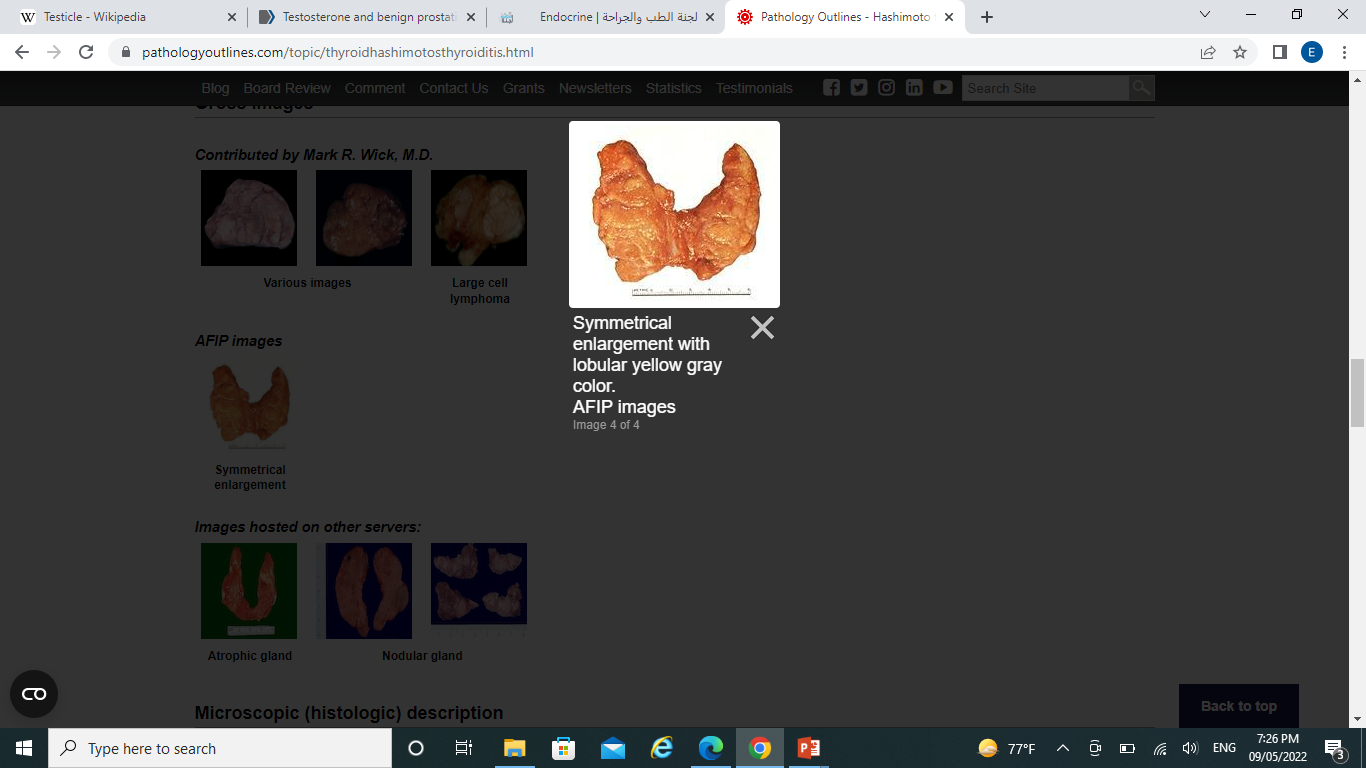 Testicle - Wikipedia
Testosterone and benign prostati
Endocrine | لجنة الطب والجراحة
Pathology Outlines - Hashimoto
pathologyoutlines.com/topic/thyroidhashimotosthyroiditis.html
E
Blog Board Review Comment Contact Us Grants Newsletters Statistics Testimonials
Search Site
Gross images
Contributed by Mark R. Wick, M.D.
Various images
Large cell
lymphoma
AFIP images
Symmetrical
enlargement
Symmetrical
enlargement with
lobular yellow gray
color.
AFIP images
Image 4 of 4
Images hosted on other servers:
Atrophic gland
Nodular gland
Back to top
Microscopic (histologic) description
Type here to search
77°F
ENG
7:26 PM
09/05/2022
3